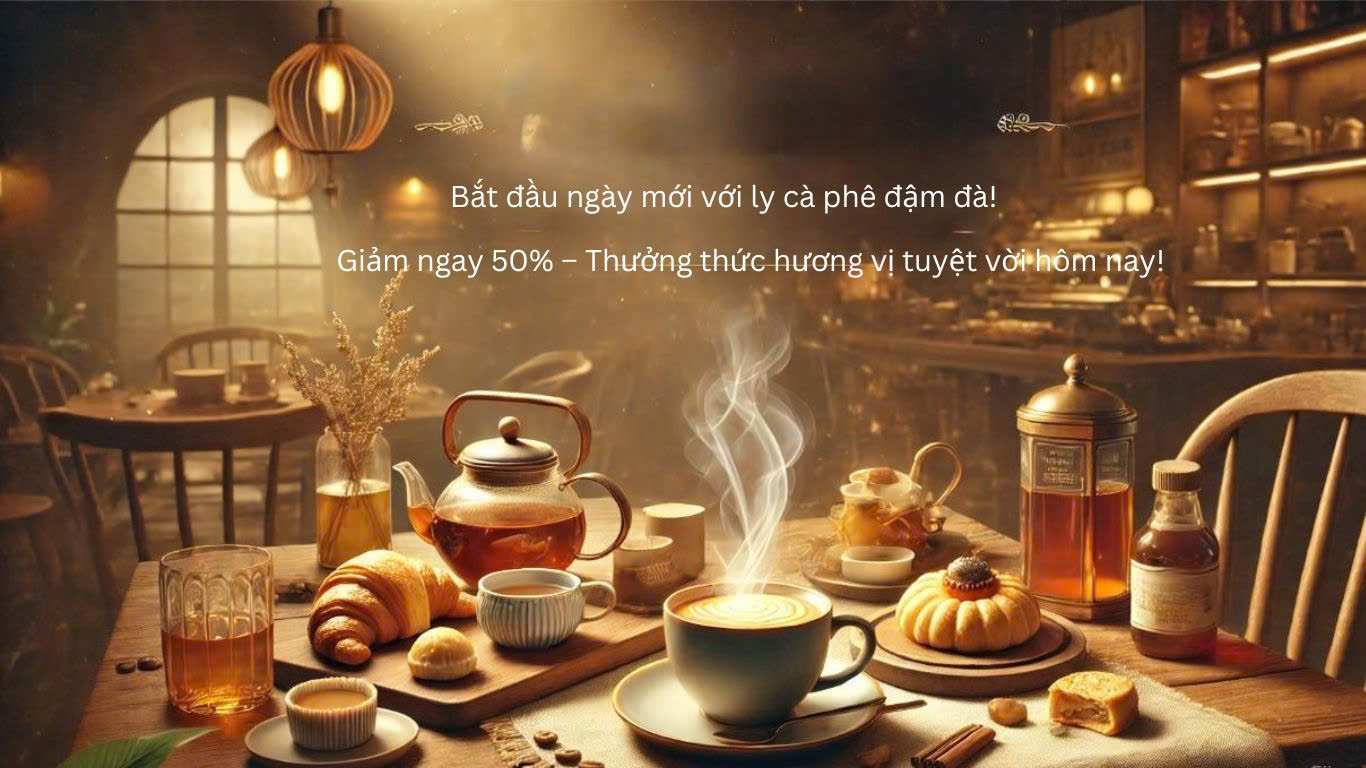 Bắt đầu ngày mới với ly cà phê đậm đà!
Giảm ngay 50% – Thưởng thức hương vị tuyệt vời hôm nay!